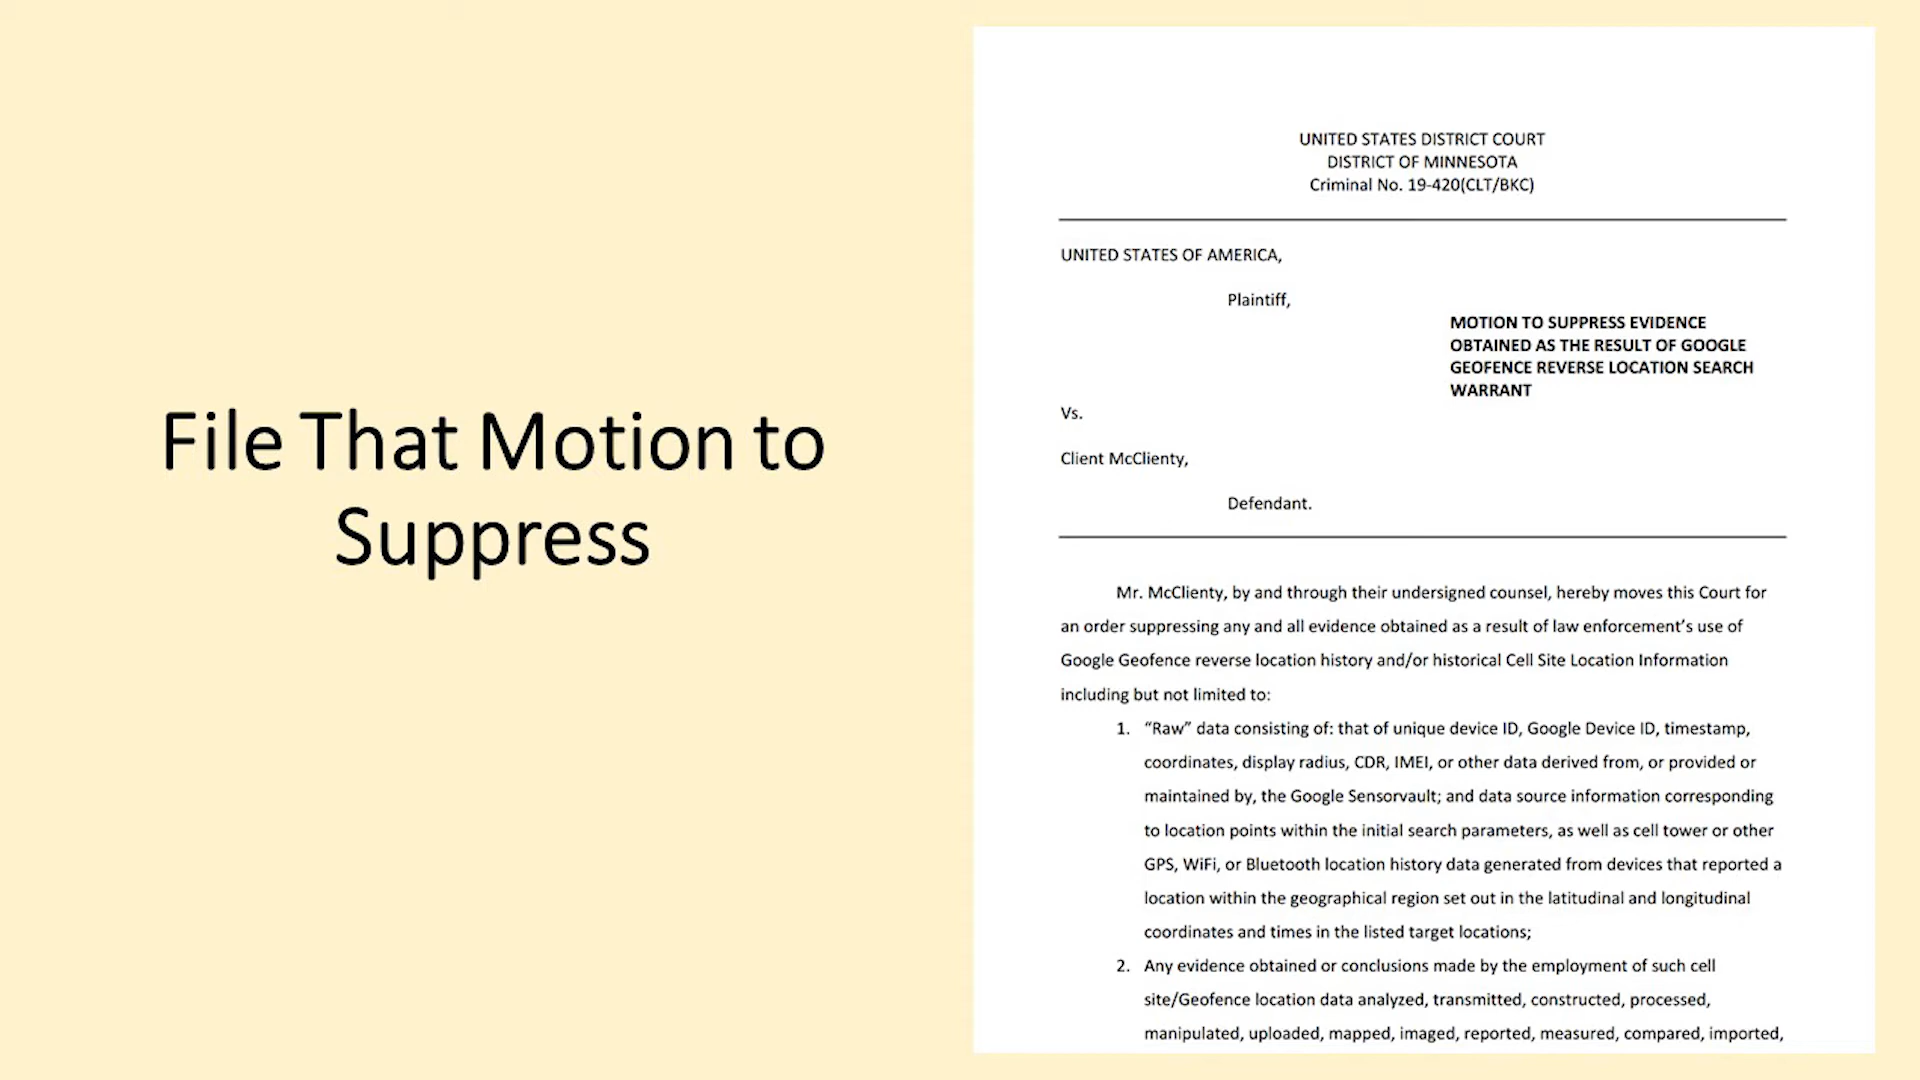 File That Motion to
Suppress
UNITED STATES DISTRICT COURT
DISTRICT OF MINNESOTA
Criminal No. 19-420(CLT/BKC)
UNITED STATES OF AMERICA,
Plaintiff,
MOTION TO SUPPRESS EVIDENCE
OBTAINED AS THE RESULT OF GOOGLE
GEOFENCE REVERSE LOCATION SEARCH
WARRANT
Vs.
Client McClienty,
Defendant.
Mr. McClienty, by and through their undersigned counsel, hereby moves this Court for
an order suppressing any and all evidence obtained as a result of law enforcement’s use of
Google Geofence reverse location history and/or historical Cell Site Location Information
including but not limited to:
1. “Raw” data consisting of: that of unique device ID, Google Device ID, timestamp,
coordinates, display radius, CDR, IMEI, or other data derived from, or provided or
maintained by, the Google Sensorvault; and data source information corresponding
to location points within the initial search parameters, as well as cell tower or other
GPS, WiFi, or Bluetooth location history data generated from devices that reported a
location within the geographical region set out in the latitudinal and longitudinal
coordinates and times in the listed target locations;
2. Any evidence obtained or conclusions made by the employment of such cell
site/Geofence location data analyzed, transmitted, constructed, processed,
manipulated, uploaded, mapped, imaged, reported, measured, compared, imported,